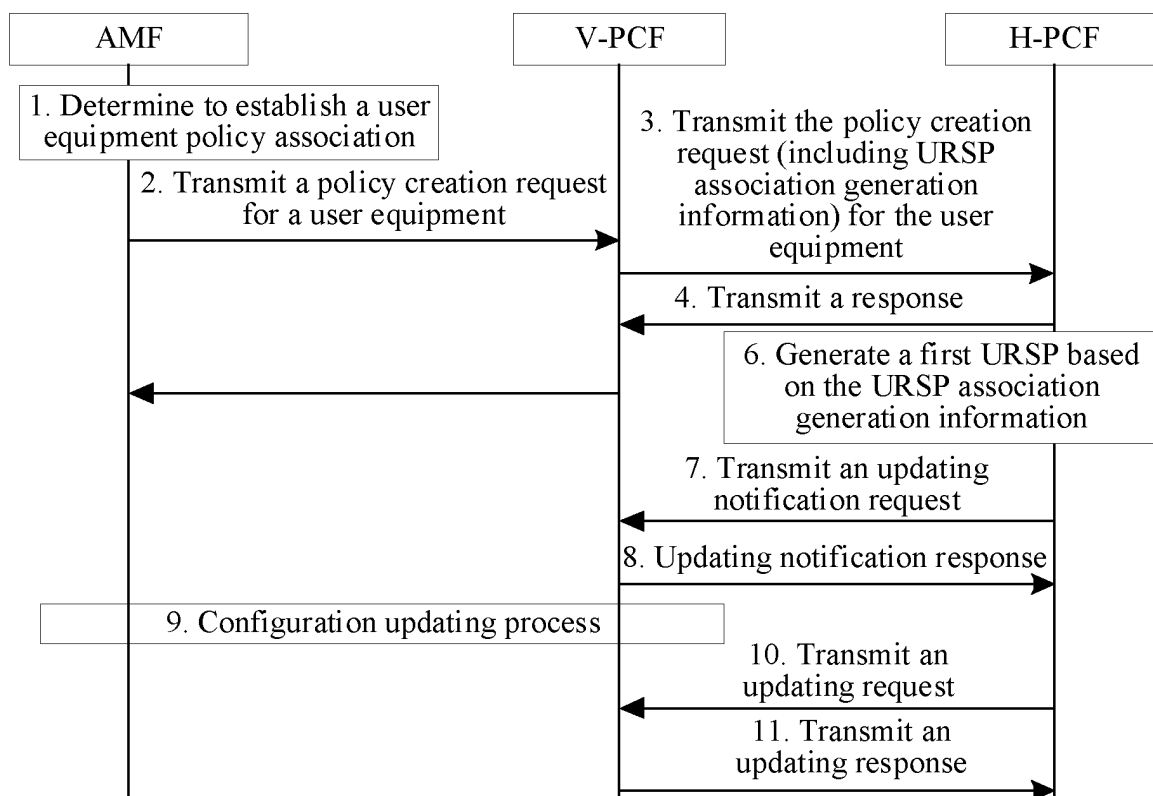 AMF
V-PCF
H-PCF
1. Determine to establish a user
equipment policy association
2. Transmit a policy creation request
for a user equipment
3. Transmit the policy creation
request (including URSP
association generation
information) for the user
equipment
4. Transmit a response
6. Generate a first URSP based
on the URSP association
generation information
7. Transmit an updating
notification request
8. Updating notification response
9. Configuration updating process
10. Transmit an
updating request
11. Transmit an
updating response